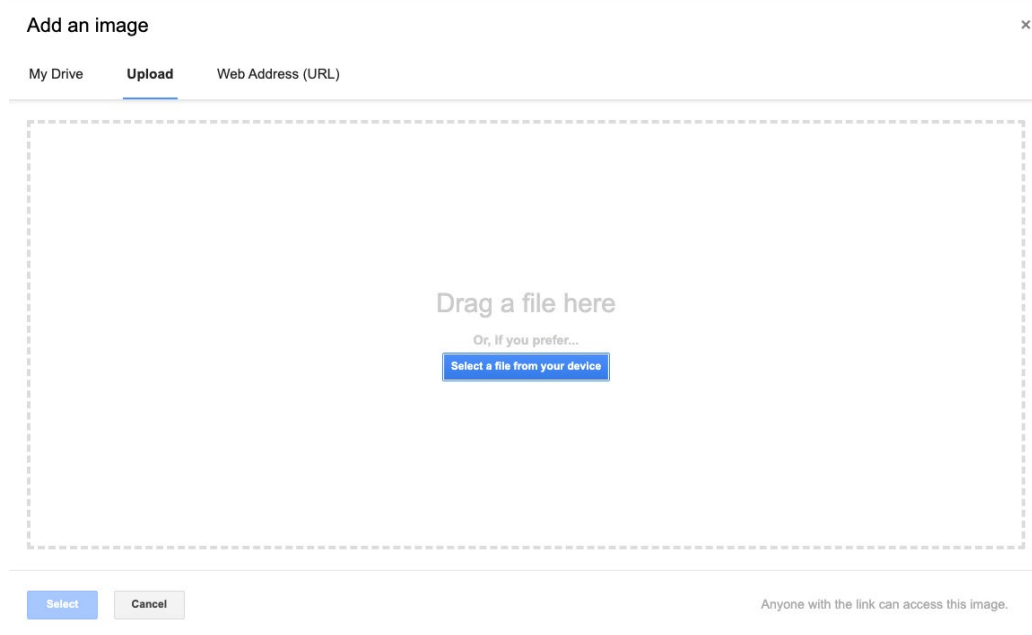 Add an image
×
My Drive Upload Web Address (URL)
Drag a file here
Or, if you prefer...
Select a file from your device
Select Cancel Anyone with the link can access this image.